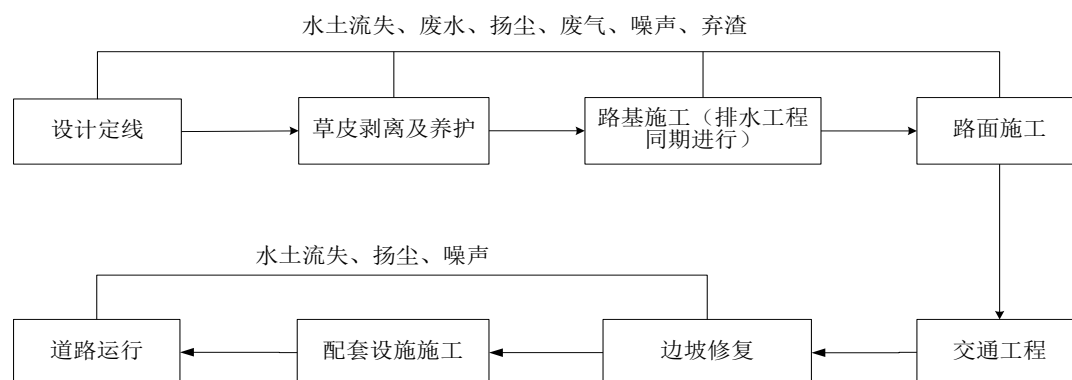 水土流失、废水、扬尘、废气、噪声、弃渣
设计定线
草皮剥离及养护
路基施工（排水工程
同期进行）
路面施工
水土流失、扬尘、噪声
道路运行
配套设施施工
边坡修复
交通工程